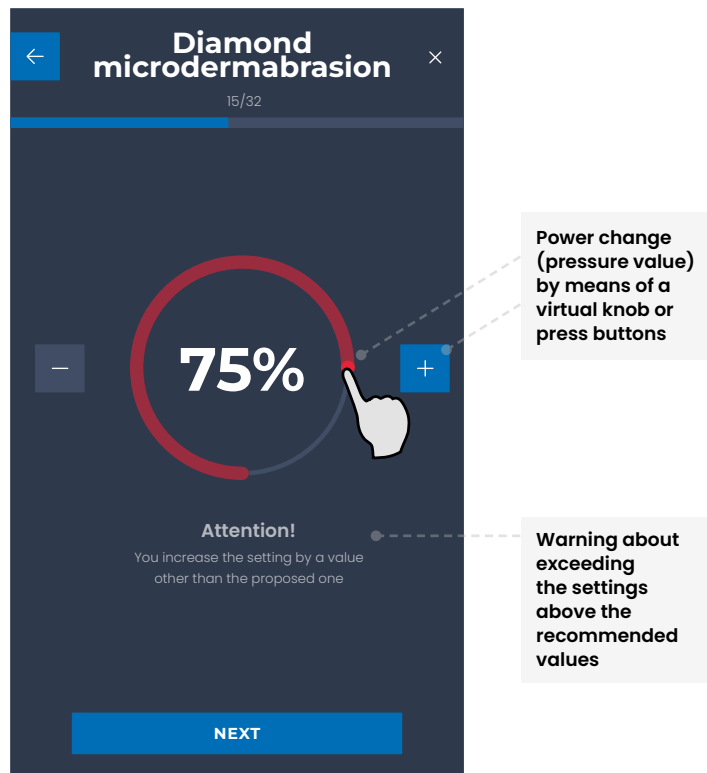 Diamond
microdermabrasion
15/32
75%
Attention!
You increase the setting by a value
other than the proposed one
NEXT
Power change
(pressure value)
by means of a
virtual knob or
press buttons
Warning about
exceeding
the settings
above the
recommended
values